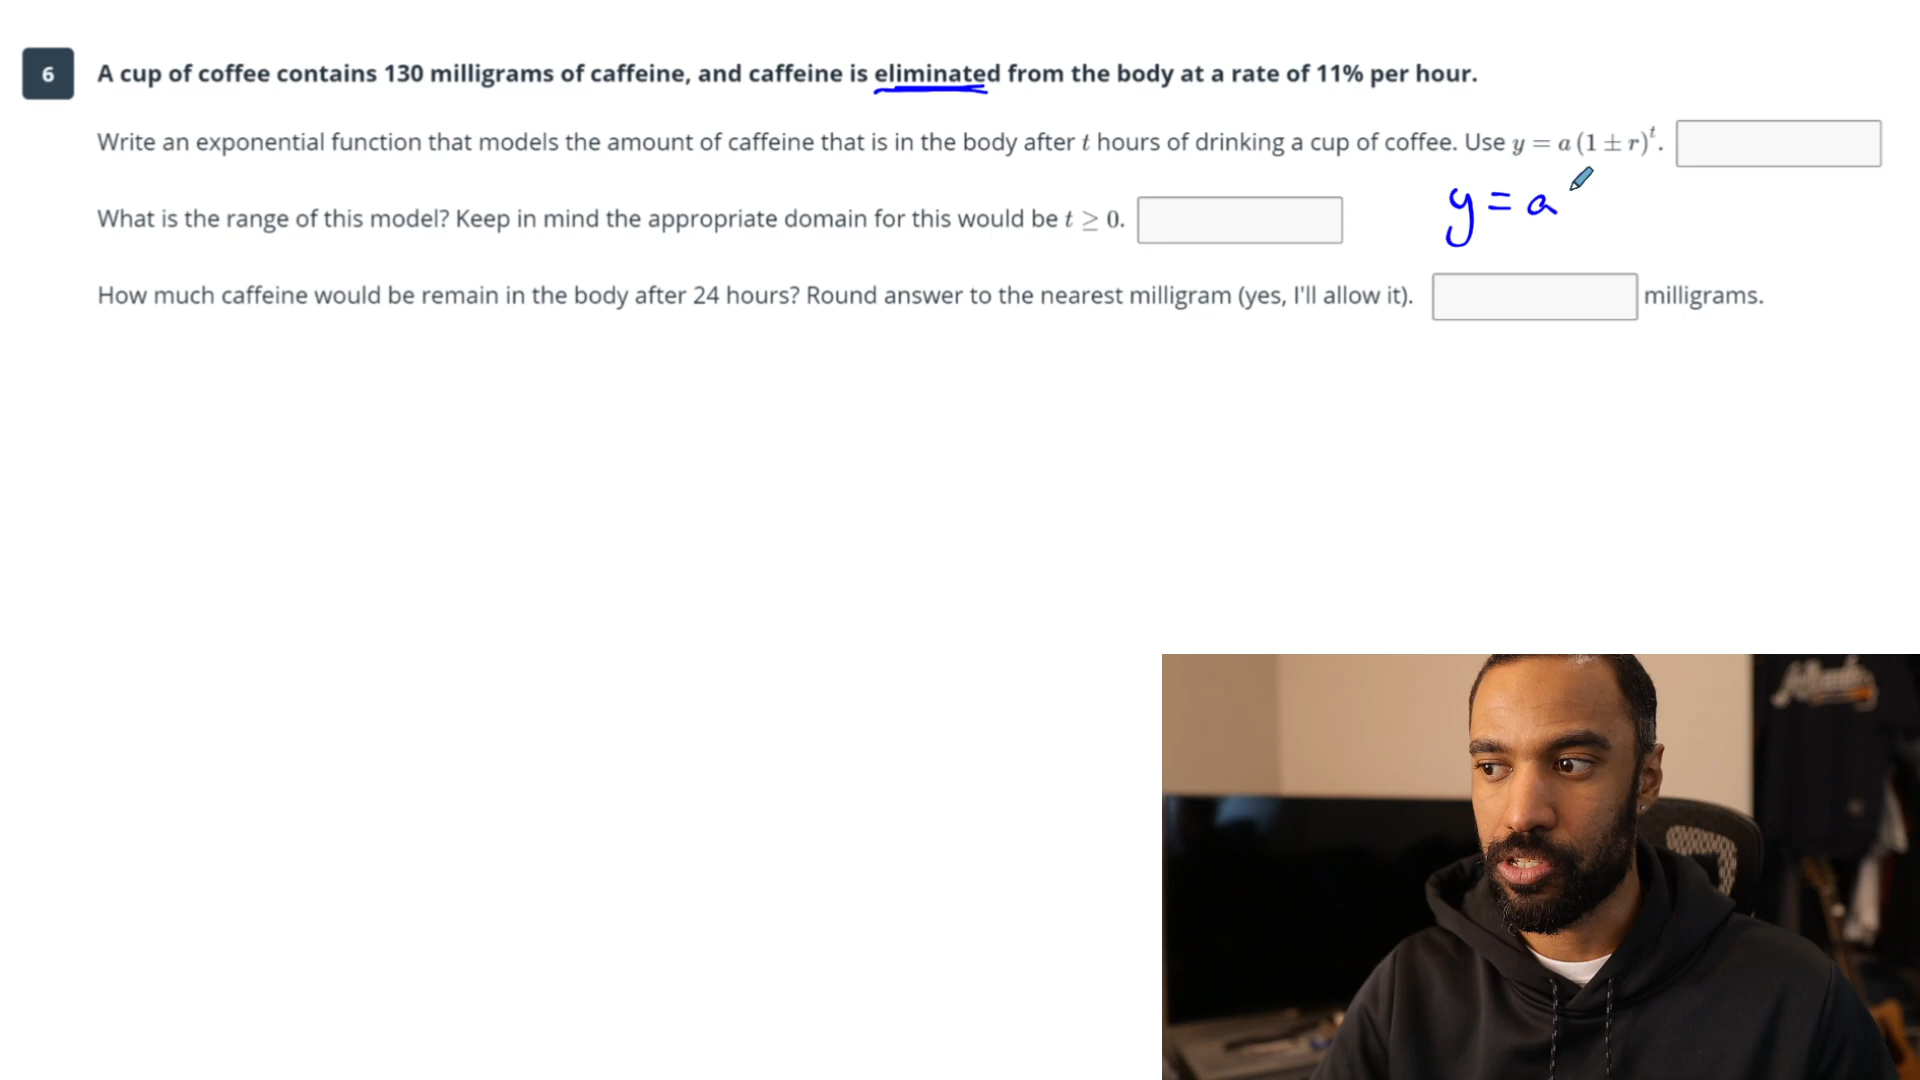 6
A cup of coffee contains 130 milligrams of caffeine, and caffeine is eliminated from the body at a rate of 11% per hour.
Write an exponential function that models the amount of caffeine that is in the body after t hours of drinking a cup of coffee. Use y = a (1 ± r)^t.
y = a
What is the range of this model? Keep in mind the appropriate domain for this would be t ≥ 0.
How much caffeine would be remain in the body after 24 hours? Round answer to the nearest milligram (yes, I'll allow it). milligrams.